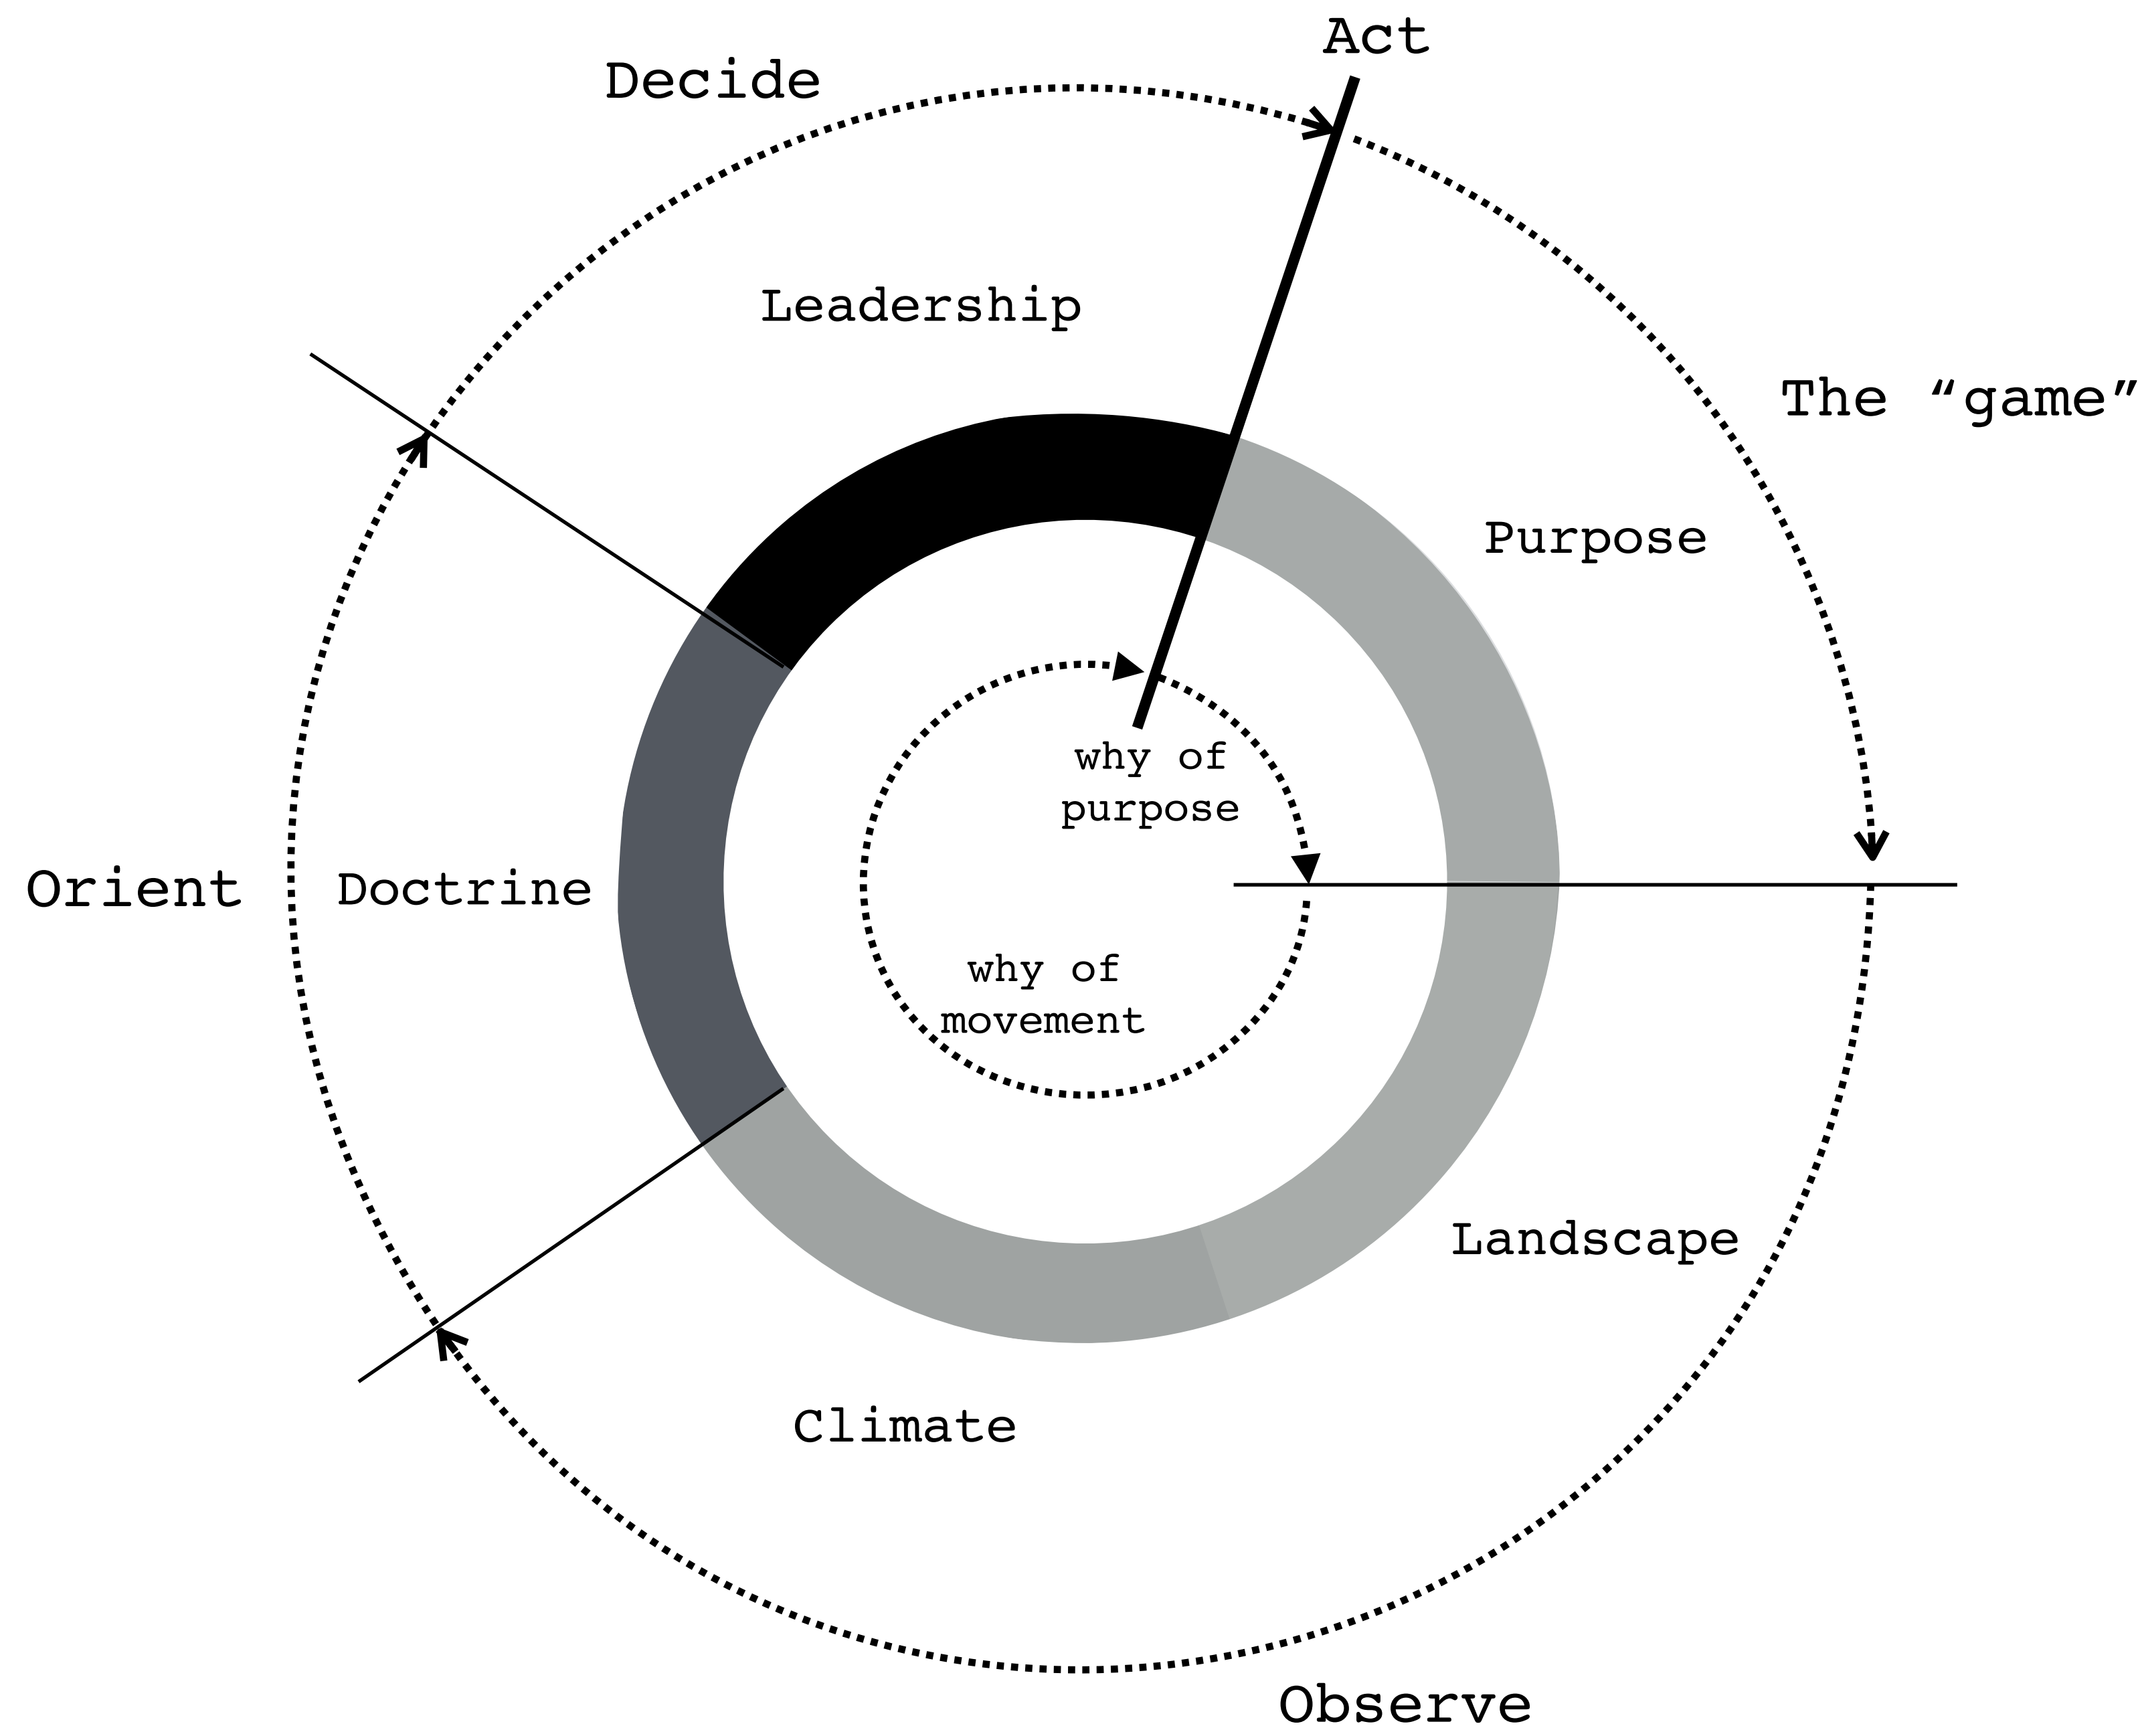 Act
Decide
Leadership
The “game”
Purpose
why of
purpose
Orient
Doctrine
why of
movement
Landscape
Climate
Observe